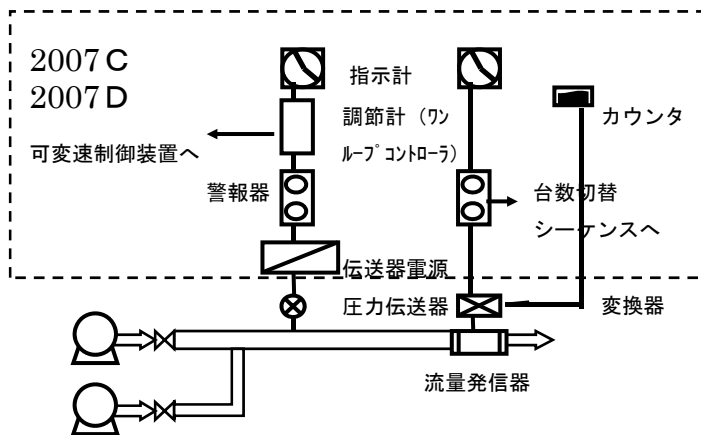 2007C
2007D
指示計
調節計（ﾜﾝ
ﾙｰﾌﾟｺﾝﾄﾛｰﾗ）
カウンタ
可変速制御装置へ
警報器
台数切替
シーケンスへ
伝送器電源
圧力伝送器
変換器
流量発信器